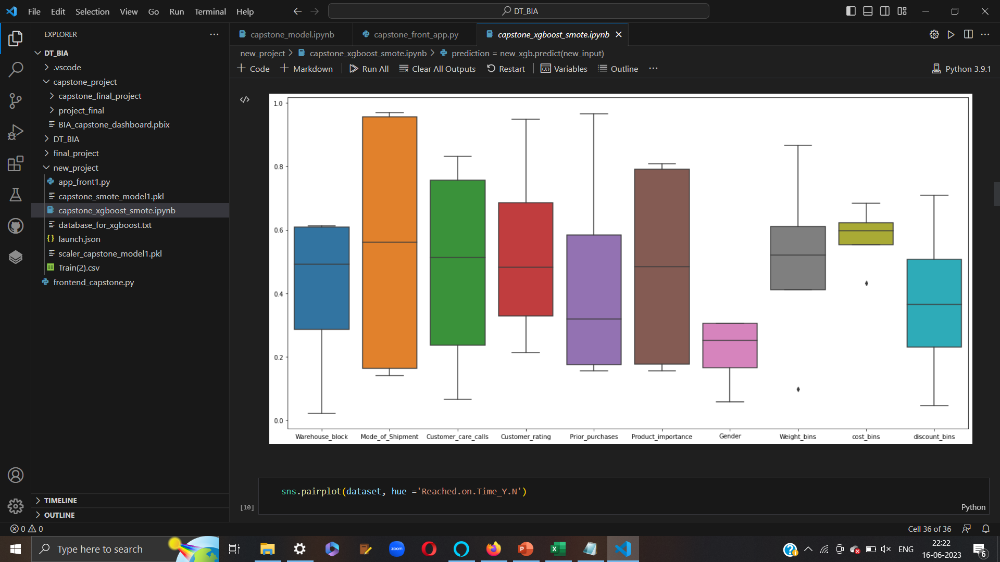 File Edit Selection View Go Run Terminal Help
DT_BIA
EXPLORER
DT_BIA
.vscode
capstone_project
capstone_final_project
project_final
BIA_capstone_dashboard.pbix
DT_BIA
final_project
new_project
app_front1.py
capstone_smote_model1.pkl
capstone_xgboost_smote.ipynb
database_for_xgboost.txt
launch.json
scaler_capstone_model1.pkl
Train(2).csv
frontend_capstone.py
TIMELINE
OUTLINE
capstone_model.ipynb capstone_front_app.py capstone_xgboost_smote.ipynb
new_project > capstone_xgboost_smote.ipynb > prediction = new_xgb.predict(new_input)
+ Code + Markdown | Run All Clear All Outputs Restart | Variables Outline ··· Python 3.9.1
1.0
0.8
0.6
0.4
0.2
0.0
Warehouse_block Mode_of_Shipment Customer_care_calls Customer_rating Prior_purchases Product_importance Gender Weight_bins cost_bins discount_bins
sns.pairplot(dataset, hue ='Reached.on.Time_Y.N')
[10] Python
0 0 Cell 36 of 36
Type here to search
zoom
ENG
22:22
16-06-2023
6